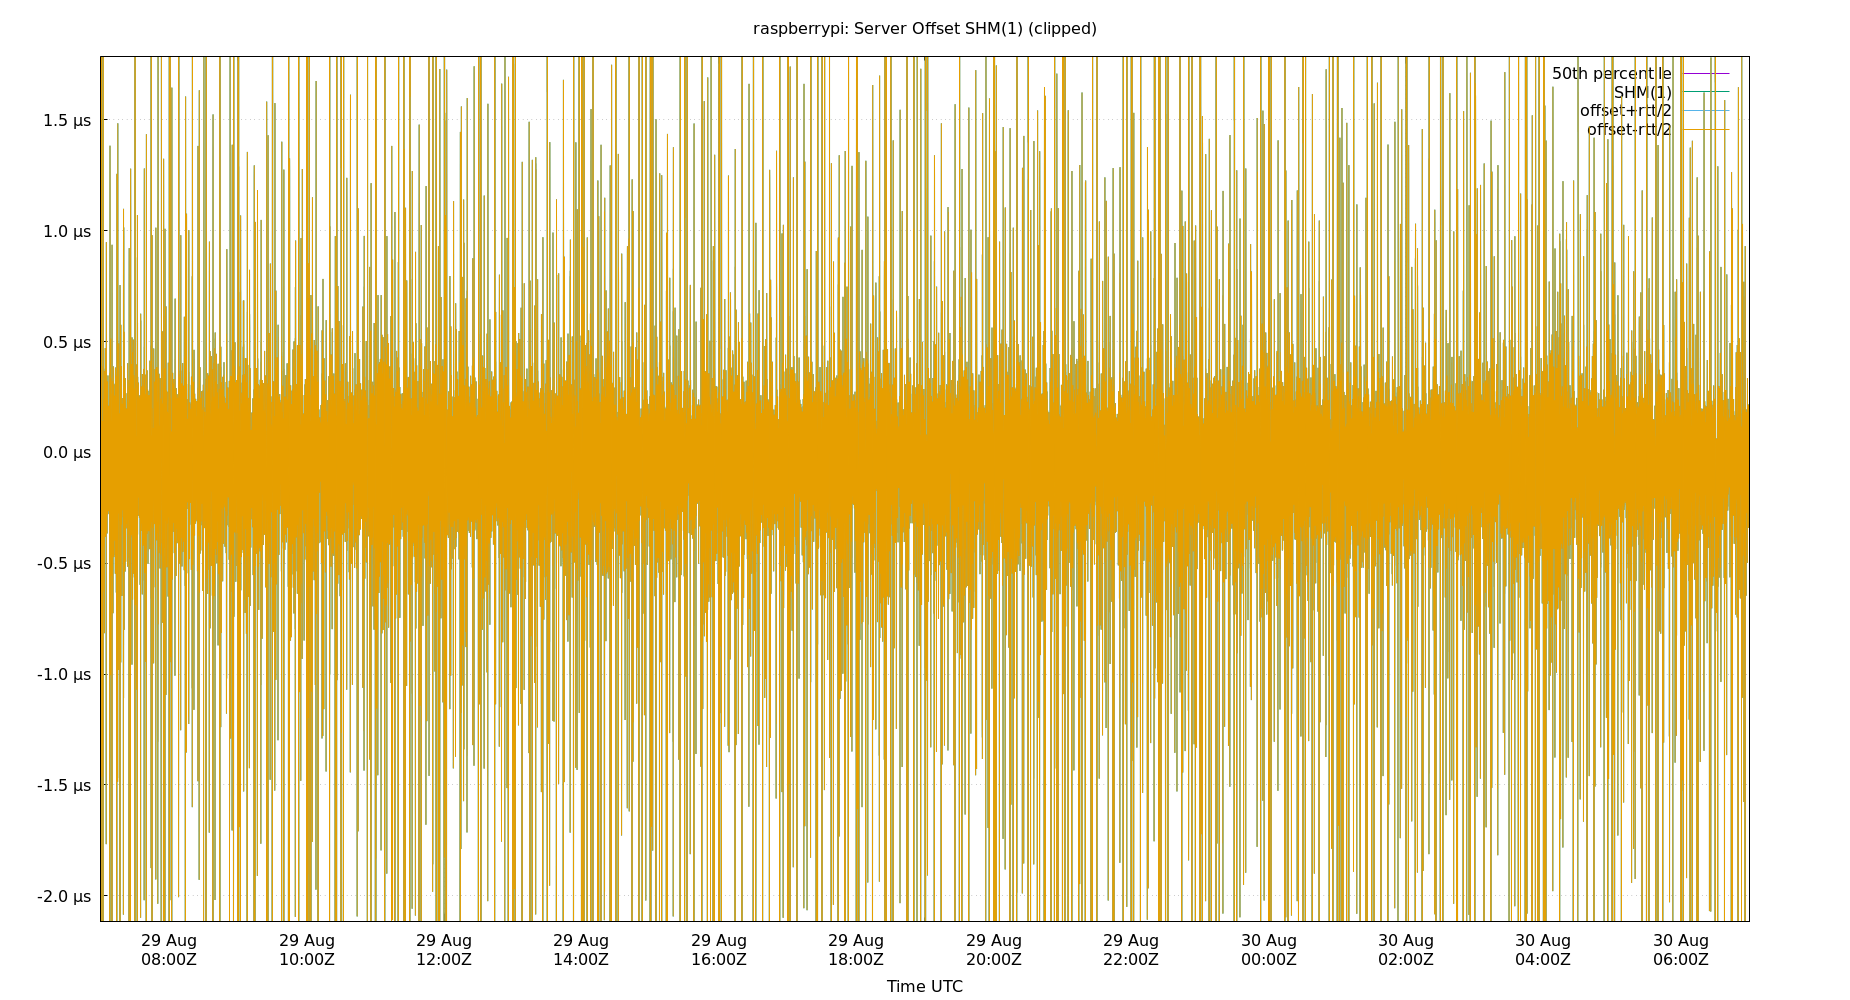 raspberrypi: Server Offset SHM(1) (clipped)
50th percentile
SHM(1)
offset+rtt/2
offset-rtt/2
1.5 µs
1.0 µs
0.5 µs
0.0 µs
-0.5 µs
-1.0 µs
-1.5 µs
-2.0 µs
29 Aug 29 Aug 29 Aug 29 Aug 29 Aug 29 Aug 29 Aug 29 Aug 30 Aug 30 Aug 30 Aug 30 Aug
08:00Z 10:00Z 12:00Z 14:00Z 16:00Z 18:00Z 20:00Z 22:00Z 00:00Z 02:00Z 04:00Z 06:00Z
Time UTC